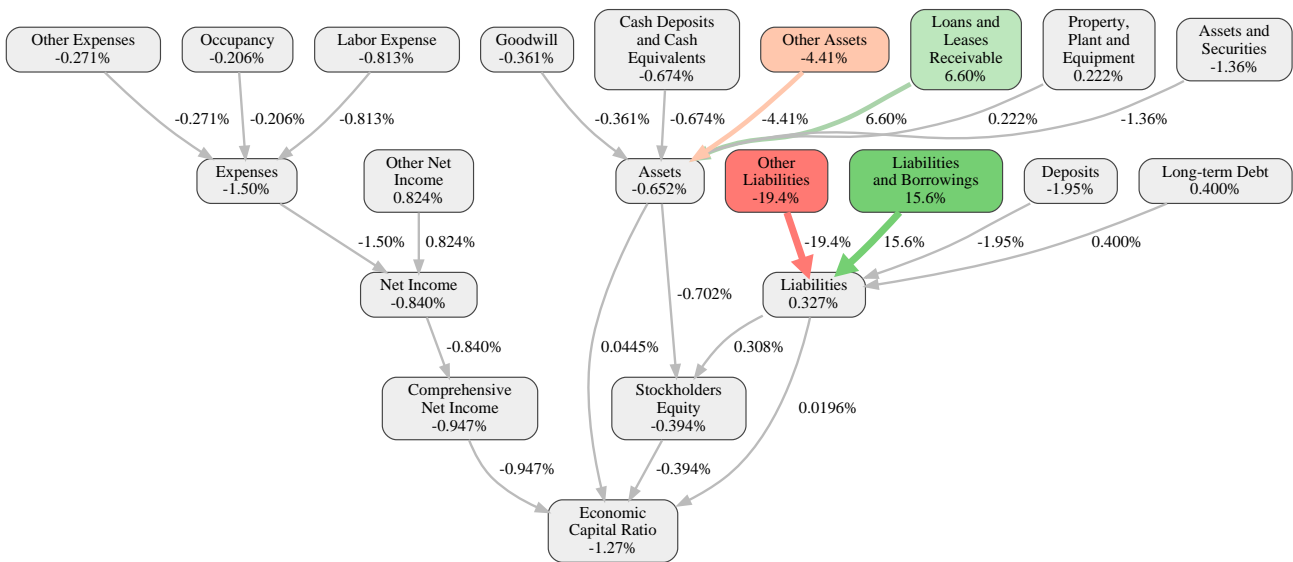 Other Expenses
-0.271%
Occupancy
-0.206%
Labor Expense
-0.813%
Goodwill
-0.361%
Cash Deposits
and Cash
Equivalents
-0.674%
Other Assets
-4.41%
Loans and
Leases
Receivable
6.60%
Property,
Plant and
Equipment
0.222%
Assets and
Securities
-1.36%
-0.271%
-0.206%
-0.813%
-0.361%
-0.674%
-4.41%
6.60%
0.222%
-1.36%
Expenses
-1.50%
Other Net
Income
0.824%
Assets
-0.652%
Other
Liabilities
-19.4%
Liabilities
and Borrowings
15.6%
Deposits
-1.95%
Long-term Debt
0.400%
-1.50%
0.824%
-19.4%
15.6%
-1.95%
0.400%
Net Income
-0.840%
-0.702%
Liabilities
0.327%
-0.840%
0.0445%
0.308%
Comprehensive
Net Income
-0.947%
Stockholders
Equity
-0.394%
0.0196%
-0.947%
-0.394%
Economic
Capital Ratio
-1.27%